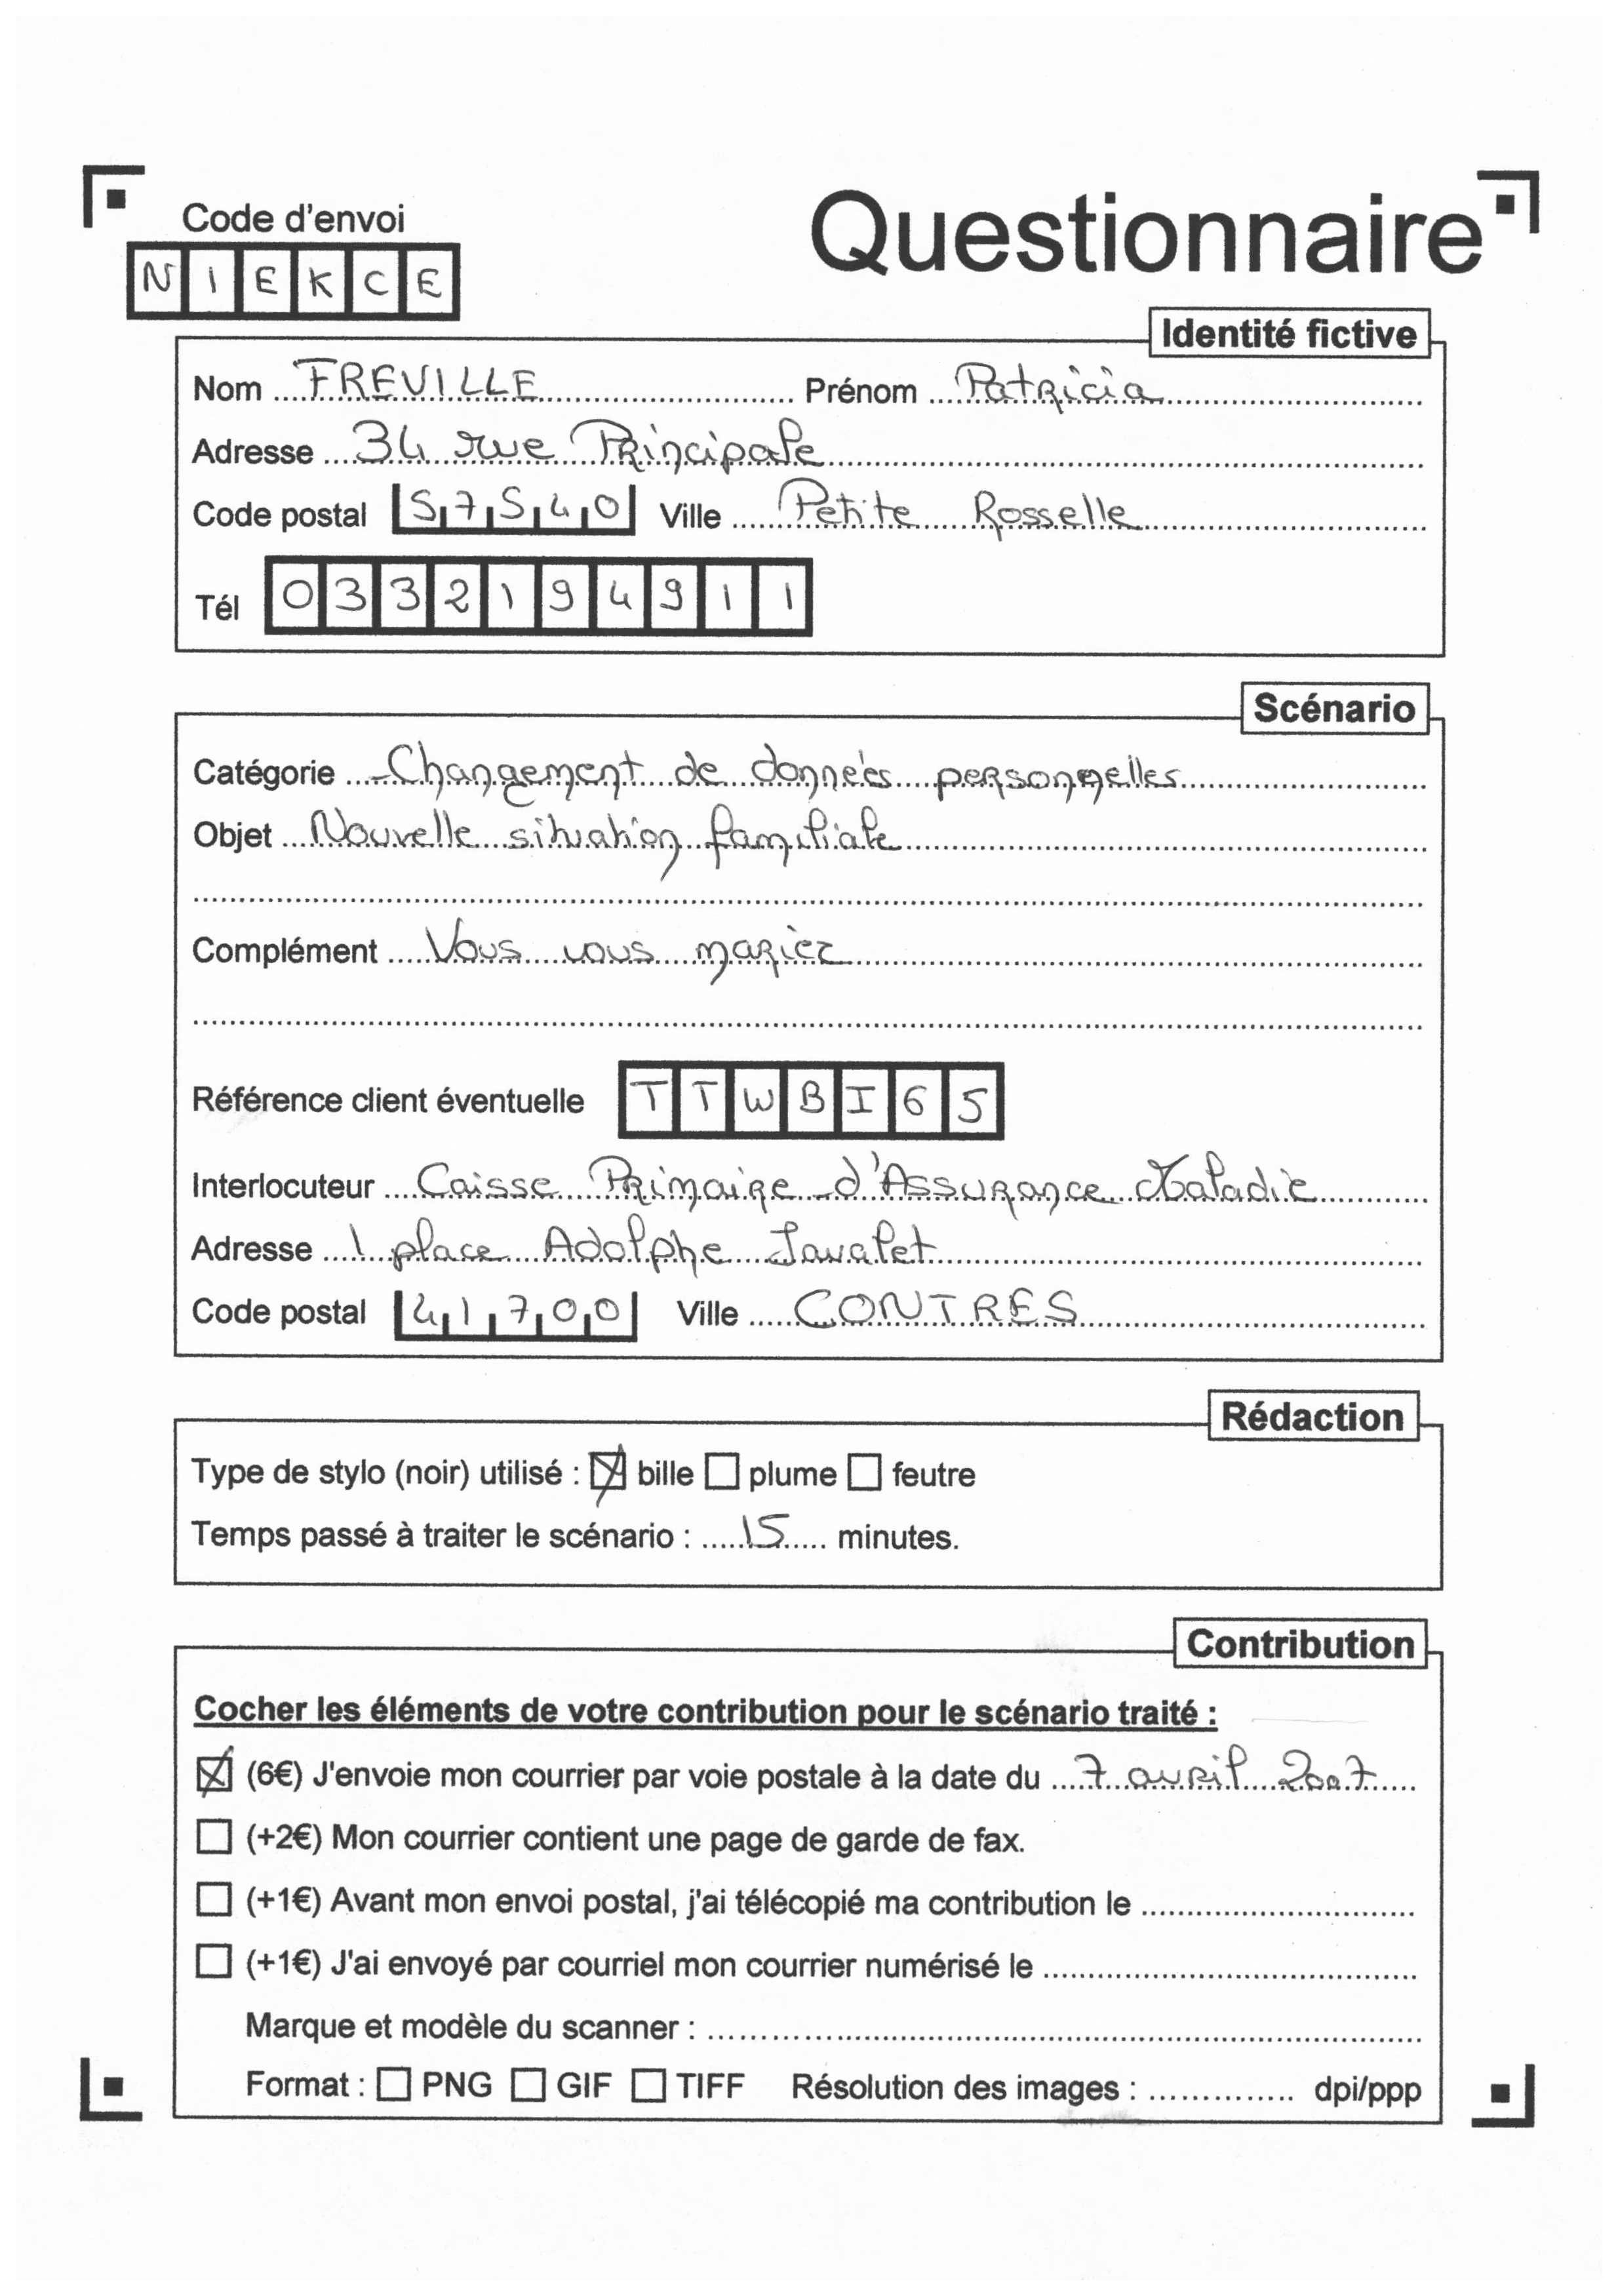 Code d'envoi
Questionnaire
N I E K C E
Identité fictive
Nom FREVILLE Prénom Patricia
Adresse 34 rue Principale
Code postal 57540 Ville Petite Rosselle
Tél 0332194911
Scénario
Catégorie Changement de données personnelles
Objet Nouvelle situation familiale
Complément Vous vous mariez
Référence client éventuelle TTWBI65
Interlocuteur Caisse Primaire d'Assurance Maladie
Adresse 1 place Adolphe Javalet
Code postal 41700 Ville CONTRES
Rédaction
Type de stylo (noir) utilisé : ☒ bille ☐ plume ☐ feutre
Temps passé à traiter le scénario : 15 minutes.
Contribution
Cocher les éléments de votre contribution pour le scénario traité :
☒ (6€) J'envoie mon courrier par voie postale à la date du 7 avril 2007
☐ (+2€) Mon courrier contient une page de garde de fax.
☐ (+1€) Avant mon envoi postal, j'ai télécopié ma contribution le
☐ (+1€) J'ai envoyé par courriel mon courrier numérisé le
Marque et modèle du scanner :
Format : ☐ PNG ☐ GIF ☐ TIFF Résolution des images : dpi/ppp